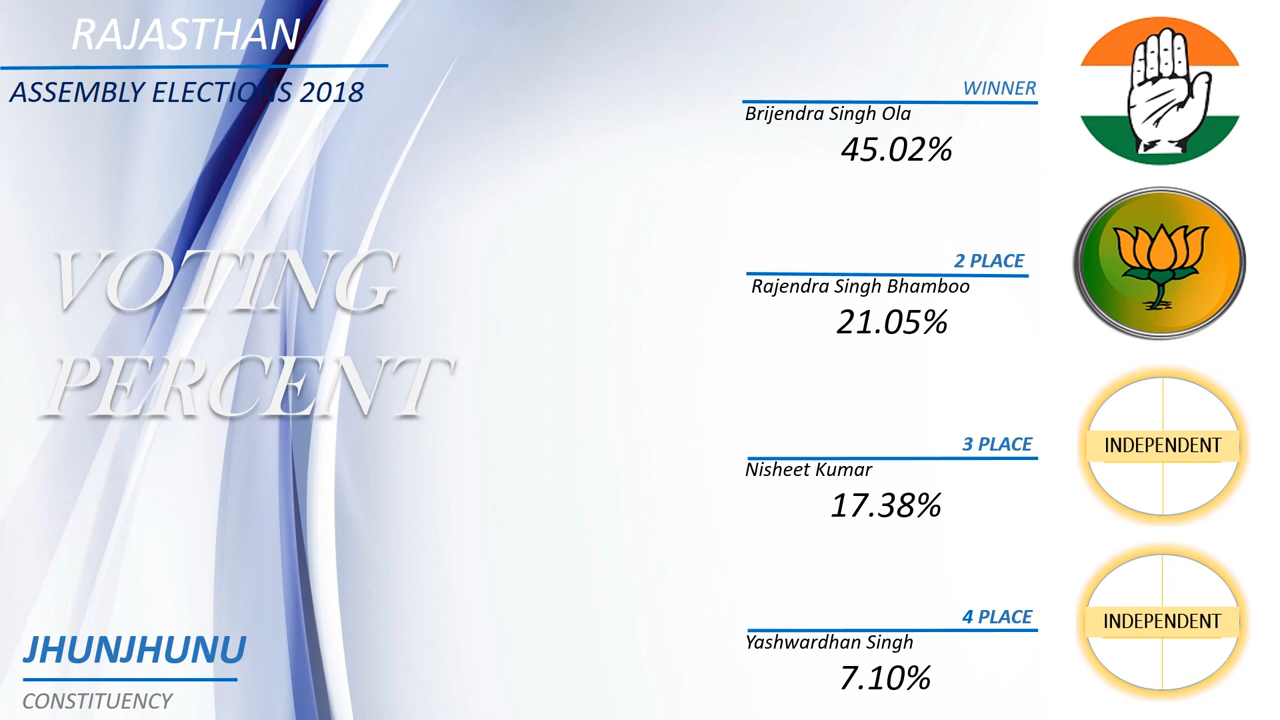 RAJASTHAN
ASSEMBLY ELECTIONS 2018
VOTING
PERCENT
JHUNJHUNU
CONSTITUENCY
WINNER
Brijendra Singh Ola
45.02%
2 PLACE
Rajendra Singh Bhamboo
21.05%
3 PLACE
Nisheet Kumar
17.38%
INDEPENDENT
4 PLACE
Yashwardhan Singh
7.10%
INDEPENDENT